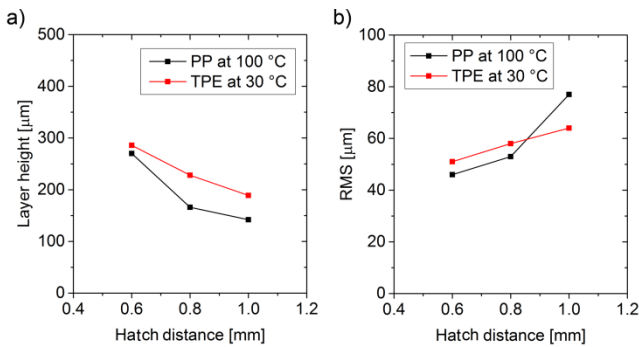 a)
500
400
300
200
100
0
0.4 0.6 0.8 1.0 1.2
Layer height [μm]
Hatch distance [mm]
PP at 100 °C
TPE at 30 °C
b)
100
80
60
40
20
0
0.4 0.6 0.8 1.0 1.2
RMS [μm]
Hatch distance [mm]
PP at 100 °C
TPE at 30 °C